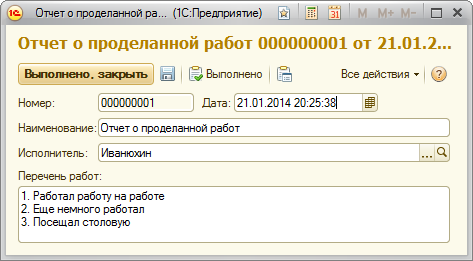 Отчет о проделанной ра... (1С:Предприятие)
M M+ M-
Отчет о проделанной работ 000000001 от 21.01.2...
Выполнено, закрыть Выполнено Все действия
Номер: 000000001 Дата: 21.01.2014 20:25:38
Наименование: Отчет о проделанной работ
Исполнитель: Иванюхин ...
Перечень работ:
1. Работал работу на работе
2. Еще немного работал
3. Посещал столовую